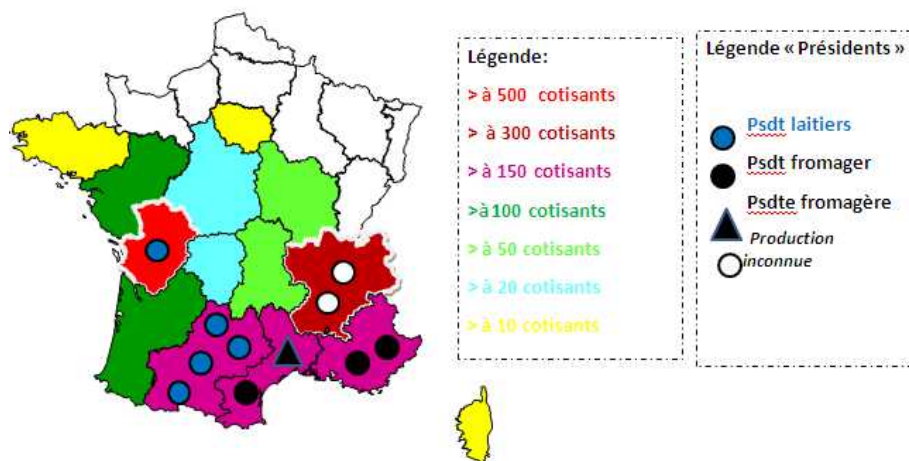 Légende:
> à 500 cotisants
> à 300 cotisants
> à 150 cotisants
>à 100 cotisants
> à 50 cotisants
> à 20 cotisants
> à 10 cotisants
Légende « Présidents »
Psdt laitiers
Psdt fromager
Psdte fromagère
Production
inconnue